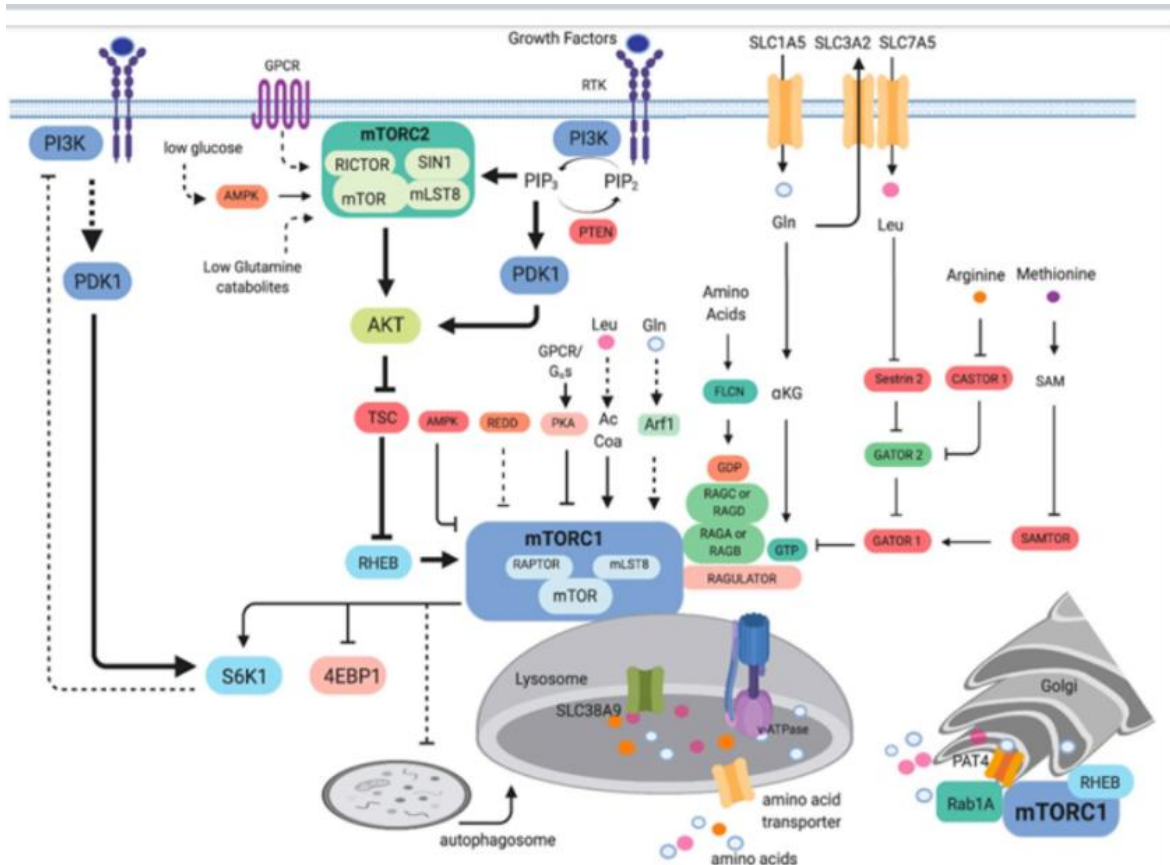 Growth Factors
SLC1A5 SLC3A2 SLC7A5
GPCR
RTK
PI3K
mTORC2
PI3K
low glucose
RICTOR
SIN1
AMPK
mTOR
mLST8
PIP3
PIP2
PTEN
Gln
Leu
Low Glutamine
catabolites
PDK1
PDK1
Arginine
Methionine
Amino
Acids
AKT
Leu
Gln
GPCR/
Gαs
FLCN
αKG
Sestrin 2
CASTOR 1
SAM
TSC
AMPK
REDD
PKA
Ac
Coa
Arf1
GATOR 2
GDP
RAGC or
RAGD
RAGA or
RAGB
GTP
GATOR 1
SAMTOR
mTORC1
RHEB
RAPTOR
mLST8
mTOR
RAGULATOR
S6K1
4EBP1
Lysosome
SLC38A9
v-ATPase
Golgi
PAT4
RHEB
Rab1A
mTORC1
amino acid
transporter
autophagosome
amino acids